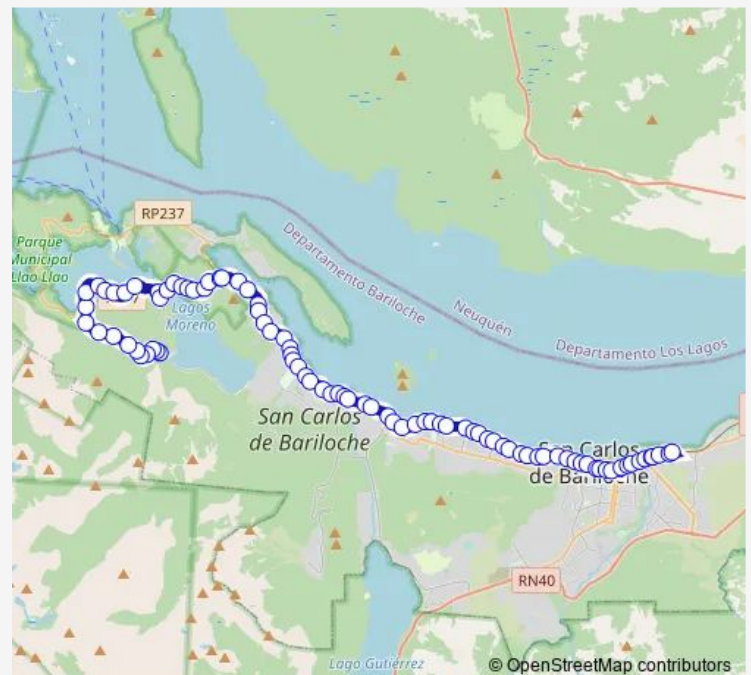 RP237
Parque
Municipal
Llao Llao
Departamento Bariloche
Neuquén
Departamento Los Lagos
Lagos
Moreno
San Carlos
de Bariloche
San Carlos
de Bariloche
RN40
Lago Gutiérrez
© OpenStreetMap contributors